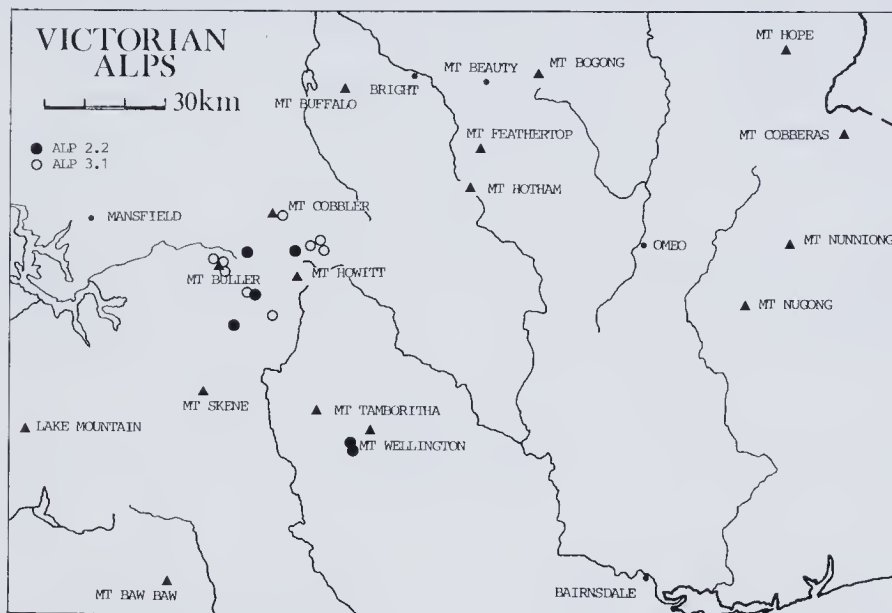 VICTORIAN
ALPS
30km
ALP 2.2
ALP 3.1
MT HOPE
MT BEAUTY
MT BOGONG
BRIGHT
MT BUFFALO
MT FEATHERTOP
MT COBBERAS
MT HOTHAM
MANSFIELD
MT COBBLER
OMEO
MT NUNNIONG
MT BULLER
MT HOWITT
MT NUGONG
MT SKENE
MT TAMBORITHA
LAKE MOUNTAIN
MT WELLINGTON
MT BAW BAW
BAIRNSDALE